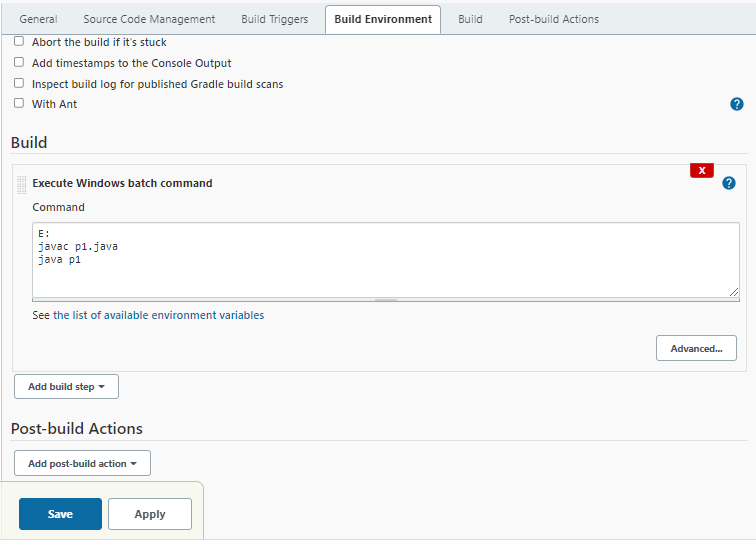 General Source Code Management Build Triggers Build Environment Build Post-build Actions
Abort the build if it's stuck
Add timestamps to the Console Output
Inspect build log for published Gradle build scans
With Ant
?
Build
X
Execute Windows batch command
?
Command
E:
javac p1.java
java p1
See the list of available environment variables
Advanced...
Add build step
Post-build Actions
Add post-build action
Save Apply